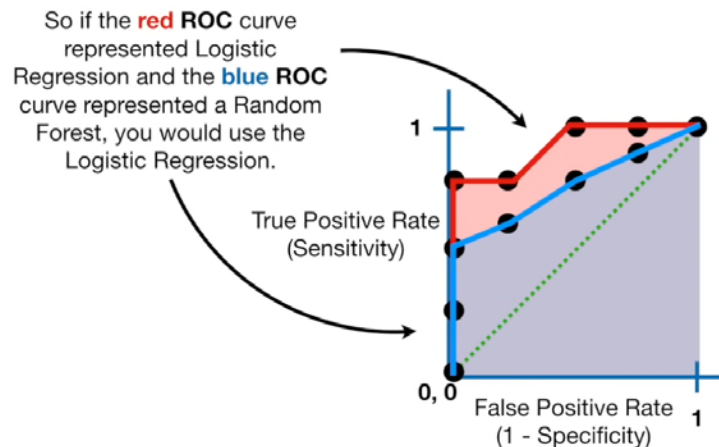 So if the red ROC curve
represented Logistic
Regression and the blue ROC
curve represented a Random
Forest, you would use the
Logistic Regression.
1
True Positive Rate
(Sensitivity)
0, 0
1
False Positive Rate
(1 - Specificity)